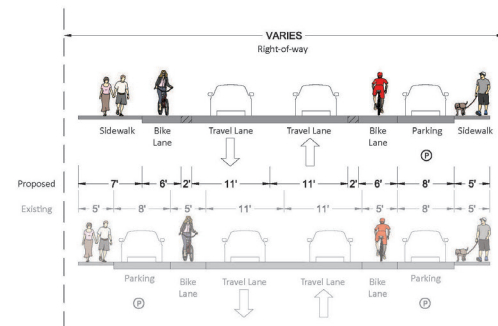 VARIES
Right-of-way
Sidewalk Bike Lane Travel Lane Travel Lane Bike Lane Parking Sidewalk
P
Proposed 7' 6' 2' 11' 11' 2' 6' 8' 5'
Existing 5' 8' 5' 11' 11' 5' 8' 5'
Parking Bike Lane Travel Lane Travel Lane Bike Lane Parking
P P